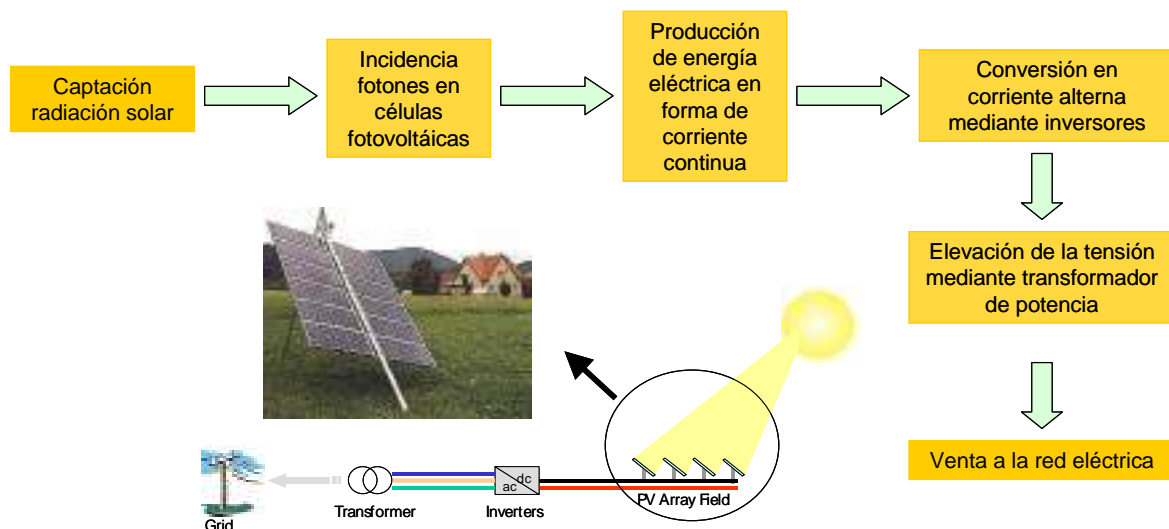 Captación
radiación solar
Incidencia
fotones en
células
fotovoltáicas
Producción
de energía
eléctrica en
forma de
corriente
continua
Conversión en
corriente alterna
mediante inversores
Elevación de la tensión
mediante transformador
de potencia
Venta a la red eléctrica
Grid
Transformer
ac dc
Inverters
PV Array Field